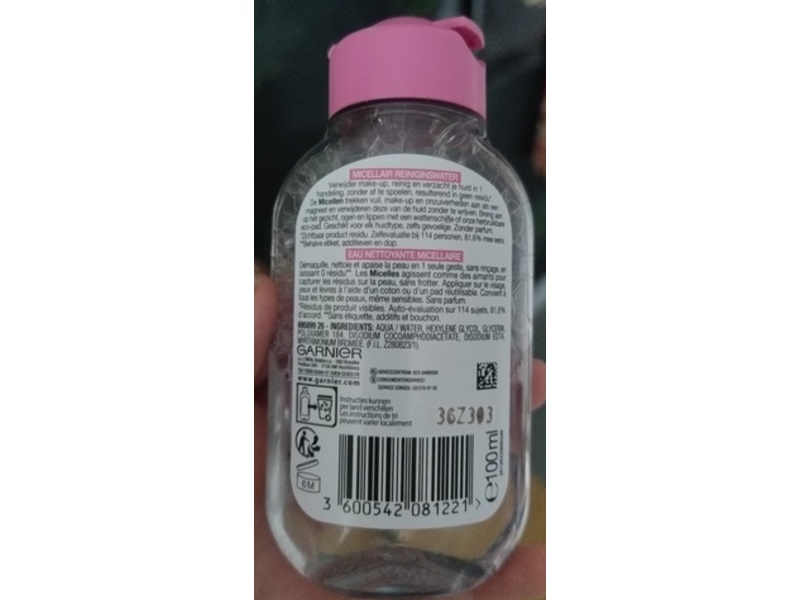 MICELLAIR REINIGINGSWATER
Verwijder make-up, reinig en verzacht je huid in 1
handeling, zonder af te spoelen, resulterend in geen residu*.
De Micellen trekken vuil, make-up en onzuiverheden aan als een
magneet en verwijderen deze van de huid zonder te wrijven. Breng aan
op het gezicht, ogen en lippen met een wattenschijfje of onze herbruikbare
eco-pad. Geschikt voor elk huidtype, zelfs gevoelige. Zonder parfum.
*Zichtbaar product residu. Zelfevaluatie bij 114 personen, 81,6% mee eens.
**Behalve etiket, additieven en dop.
EAU NETTOYANTE MICELLAIRE
Démaquille, nettoie et apaise la peau en 1 seule geste, sans rinçage, en
laissant 0 résidu*. Les Micelles agissent comme des aimants pour
capturer les résidus sur la peau, sans frotter. Appliquer sur le visage,
yeux et lèvres à l'aide d'un coton ou d'un pad réutilisable. Convient à
tous les types de peaux, même sensibles. Sans parfum.
*Résidus de produit visibles. Auto-évaluation sur 114 sujets, 81,6%
d'accord. **Sans étiquette, additifs et bouchon.
INGREDIENTS: AQUA / WATER, HEXYLENE GLYCOL, GLYCERIN,
POLOXAMER 184, DISODIUM COCOAMPHODIACETATE, DISODIUM EDTA,
MYRTRIMONIUM BROMIDE. (F.I.L. Z280823/1).
GARNIER
www.garnier.com
ADVIESCENTRUM:
CONSUMENTENSERVICE/
SERVICE CONSEIL:
Instructies kunnen
per land verschillen
Les instructions de tri
peuvent varier localement
36Z303
6M
℮100ml
3 600542 081221 >